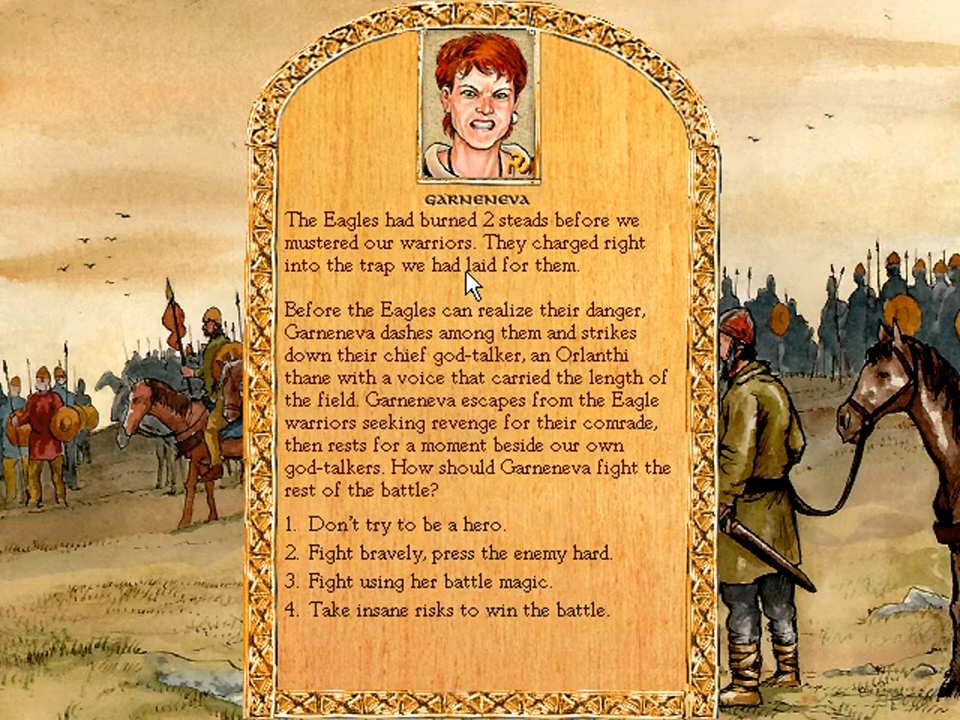 GARNENEVA
The Eagles had burned 2 steads before we
mustered our warriors. They charged right
into the trap we had laid for them.
Before the Eagles can realize their danger,
Garneneva dashes among them and strikes
down their chief god-talker, an Orlanthi
thane with a voice that carried the length of
the field. Garneneva escapes from the Eagle
warriors seeking revenge for their comrade,
then rests for a moment beside our own
god-talkers. How should Garneneva fight the
rest of the battle?
1. Don't try to be a hero.
2. Fight bravely, press the enemy hard.
3. Fight using her battle magic.
4. Take insane risks to win the battle.